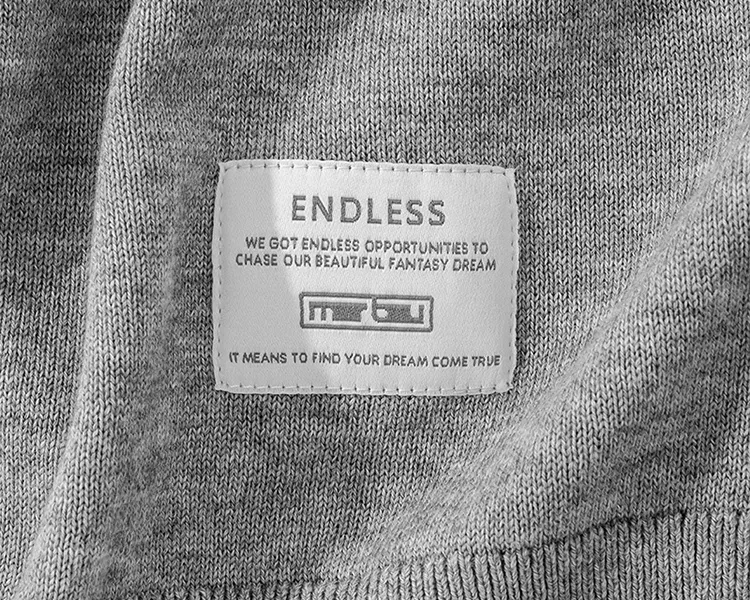 ENDLESS
WE GOT ENDLESS OPPORTUNITIES TO
CHASE OUR BEAUTIFUL FANTASY DREAM
IT MEANS TO FIND YOUR DREAM COME TRUE